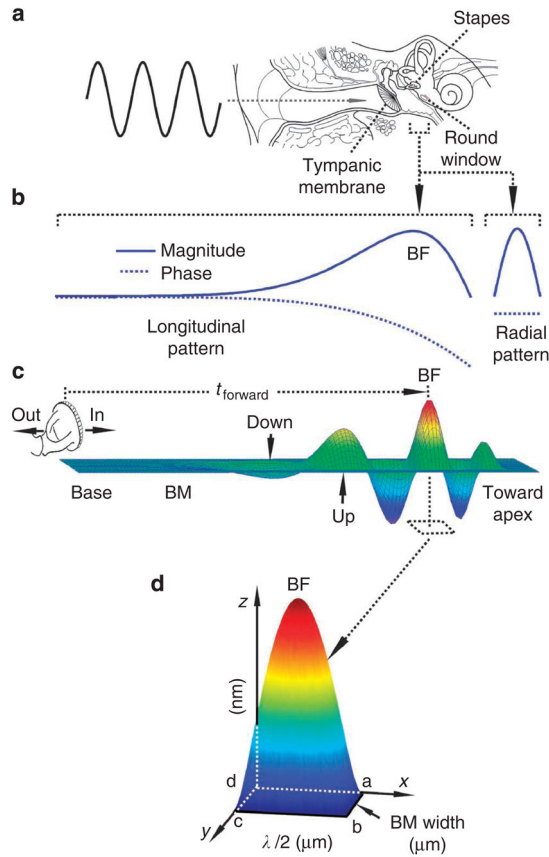 a
Stapes
Tympanic
membrane
Round
window
b
Magnitude
Phase
BF
Longitudinal
pattern
Radial
pattern
c
t forward
BF
Out
In
Down
Base
BM
Up
Toward
apex
d
BF
z
(nm)
d
a
x
c
b
y
λ/2 (μm)
BM width
(μm)